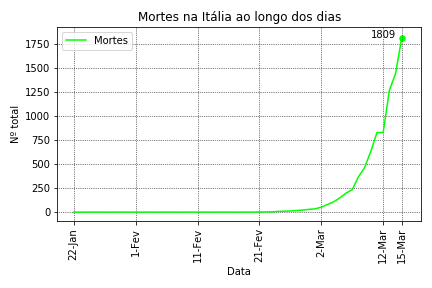 Mortes na Itália ao longo dos dias
Mortes
1809
1750
1500
1250
1000
750
500
250
0
Nº total
22-Jan
1-Fev
11-Fev
21-Fev
2-Mar
12-Mar
15-Mar
Data